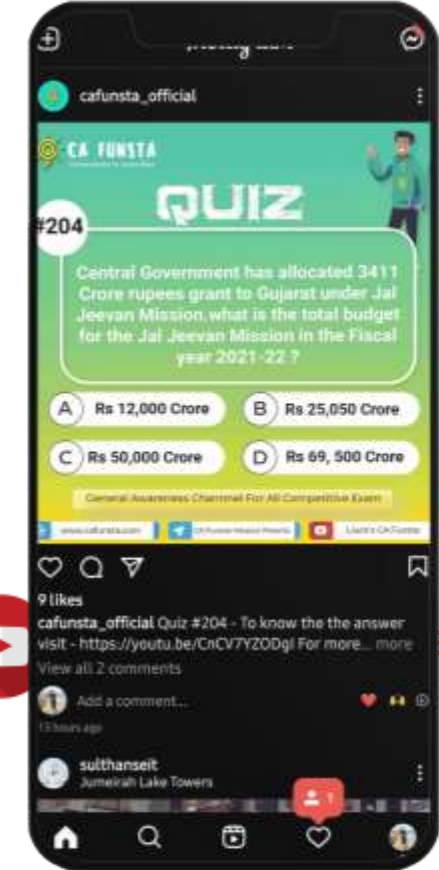 cafunsta_official
CA FUNSTA
QUIZ
#204
Central Government has allocated 3411
Crore rupees grant to Gujarat under Jal
Jeevan Mission.what is the total budget
for the Jal Jeevan Mission in the Fiscal
year 2021-22 ?
A Rs 12,000 Crore
B Rs 25,050 Crore
C Rs 50,000 Crore
D Rs 69, 500 Crore
General Awareness Channel For All Competitive Exam
www.cafunsta.com
9 likes
cafunsta_official Quiz #204 - To know the the answer
visit - https://youtu.be/CnCV7YZODgI For more... more
View all 2 comments
Add a comment...
15 hours ago
sulthanseit
Jumeirah Lake Towers
1